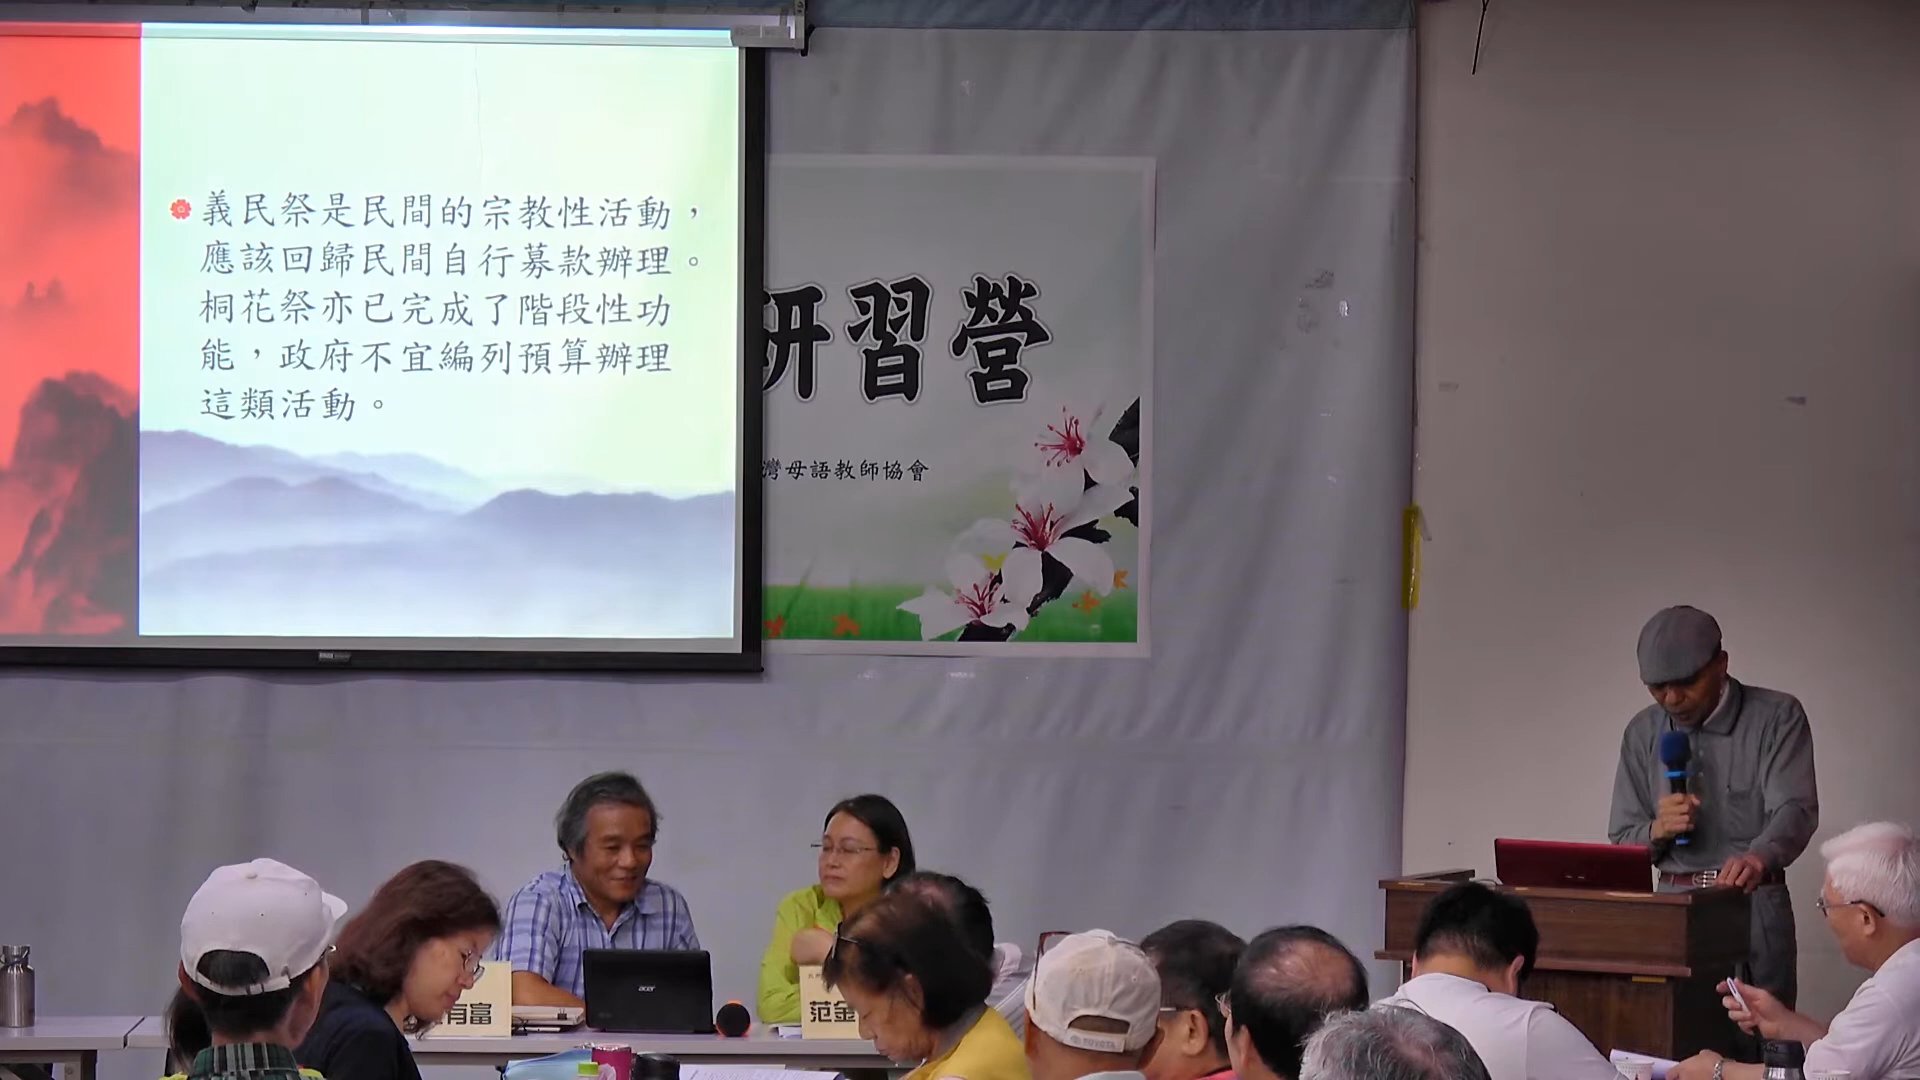 義民祭是民間的宗教性活動，
應該回歸民間自行募款辦理。
桐花祭亦已完成了階段性功
能，政府不宜編列預算辦理
這類活動。
研習營
灣母語教師協會
有富
范金
acer
TOYOTA